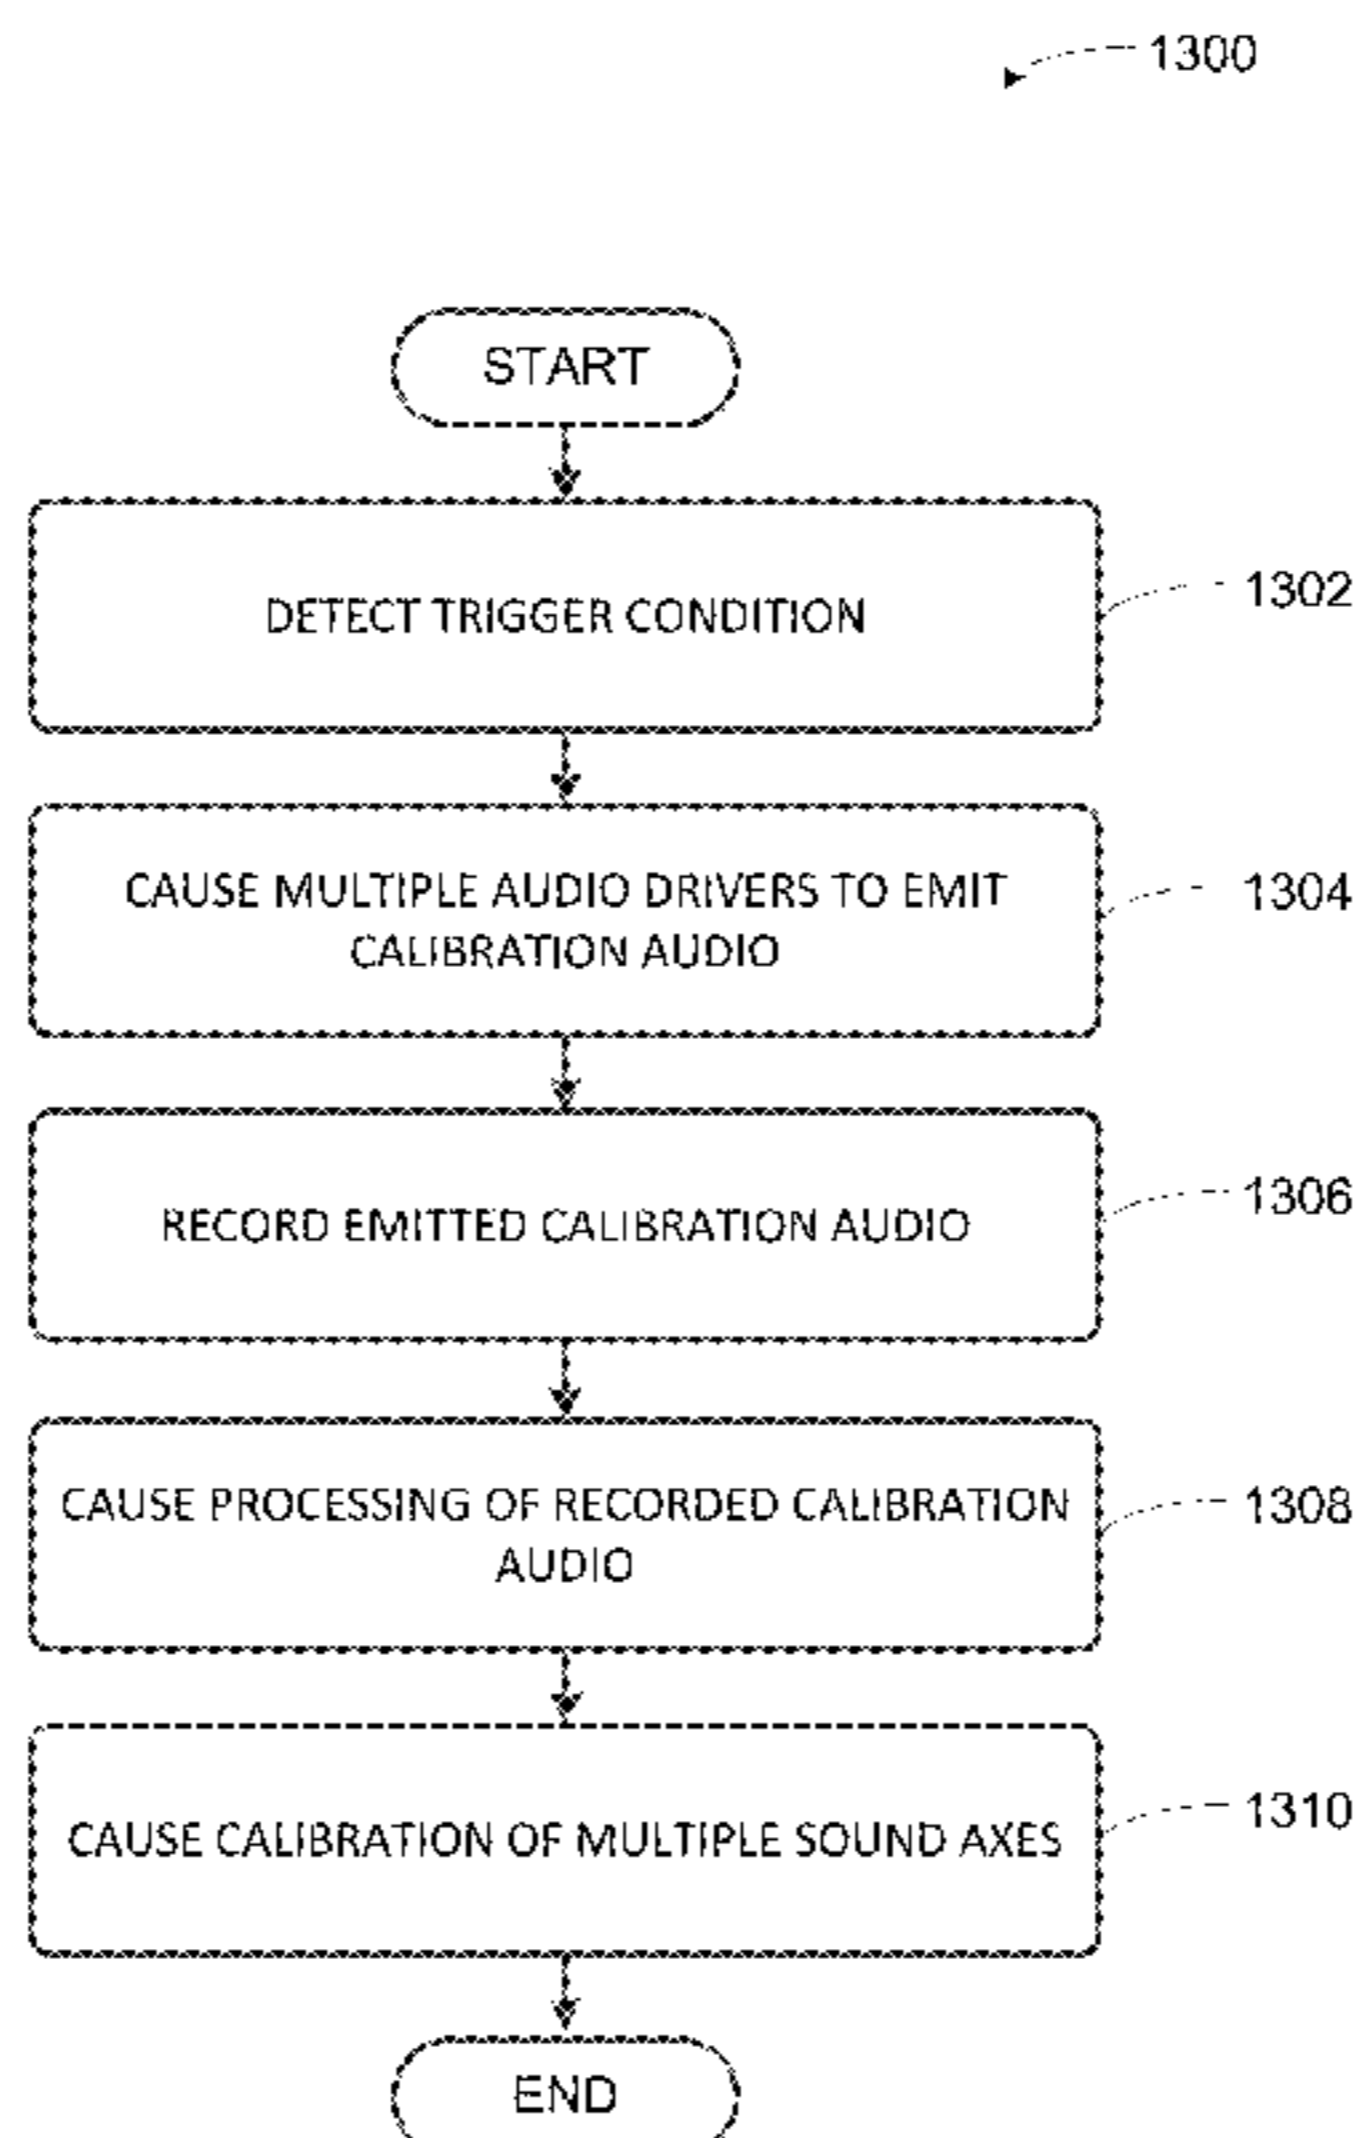 1300
START
DETECT TRIGGER CONDITION
1302
CAUSE MULTIPLE AUDIO DRIVERS TO EMIT
CALIBRATION AUDIO
1304
RECORD EMITTED CALIBRATION AUDIO
1306
CAUSE PROCESSING OF RECORDED CALIBRATION
AUDIO
1308
CAUSE CALIBRATION OF MULTIPLE SOUND AXES
1310
END